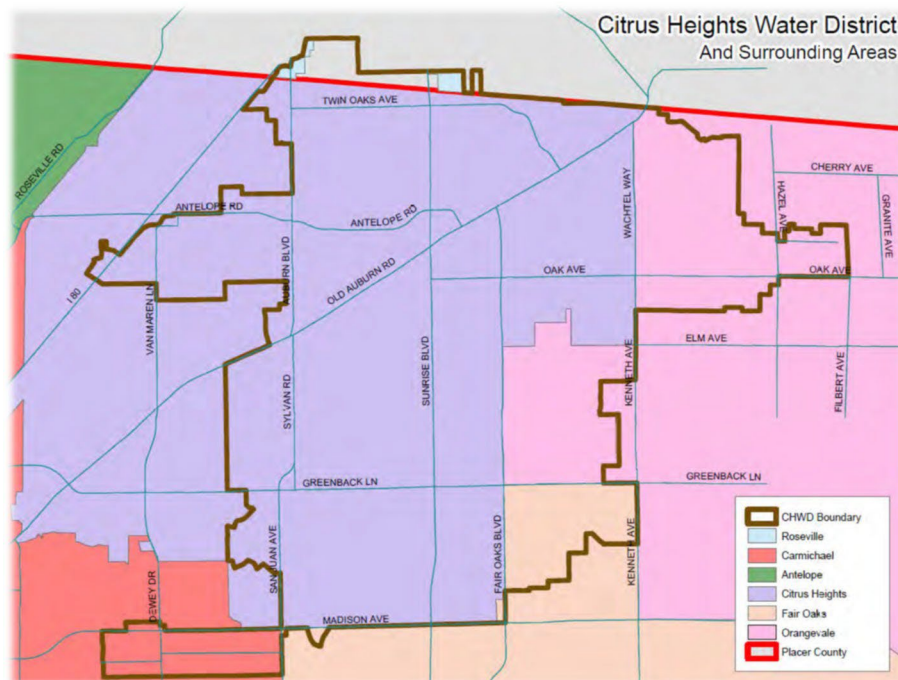 Citrus Heights Water District
And Surrounding Areas
TWIN OAKS AVE
ROSEVILLE RD
CHERRY AVE
HAZEL AVE
GRANITE AVE
WACHTEL WAY
ANTELOPE RD
ANTELOPE RD
AUBURN BLVD
OLD AUBURN RD
OAK AVE
OAK AVE
I 80
VAN MAREN LN
SUNRISE BLVD
ELM AVE
KENNETH AVE
FILBERT AVE
SYLVAN RD
GREENBACK LN
GREENBACK LN
SAN JUAN AVE
FAIR OAKS BLVD
KENNETH AVE
DEWEY DR
MADISON AVE
CHWD Boundary
Roseville
Carmichael
Antelope
Citrus Heights
Fair Oaks
Orangevale
Placer County